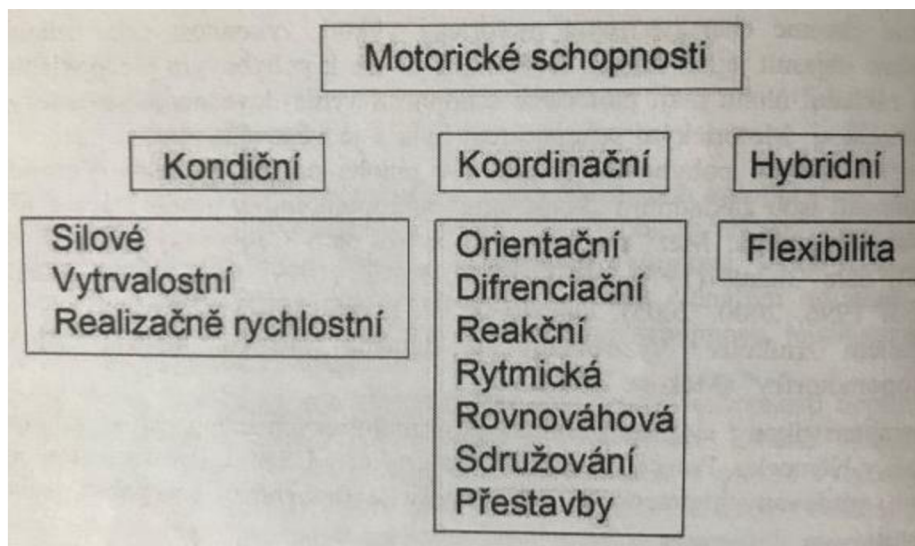 Motorické schopnosti
Kondiční
Koordinační
Hybridní
Silové
Vytrvalostní
Realizačně rychlostní
Orientační
Difrenciační
Reakční
Rytmická
Rovnováhová
Sdružování
Přestavby
Flexibilita